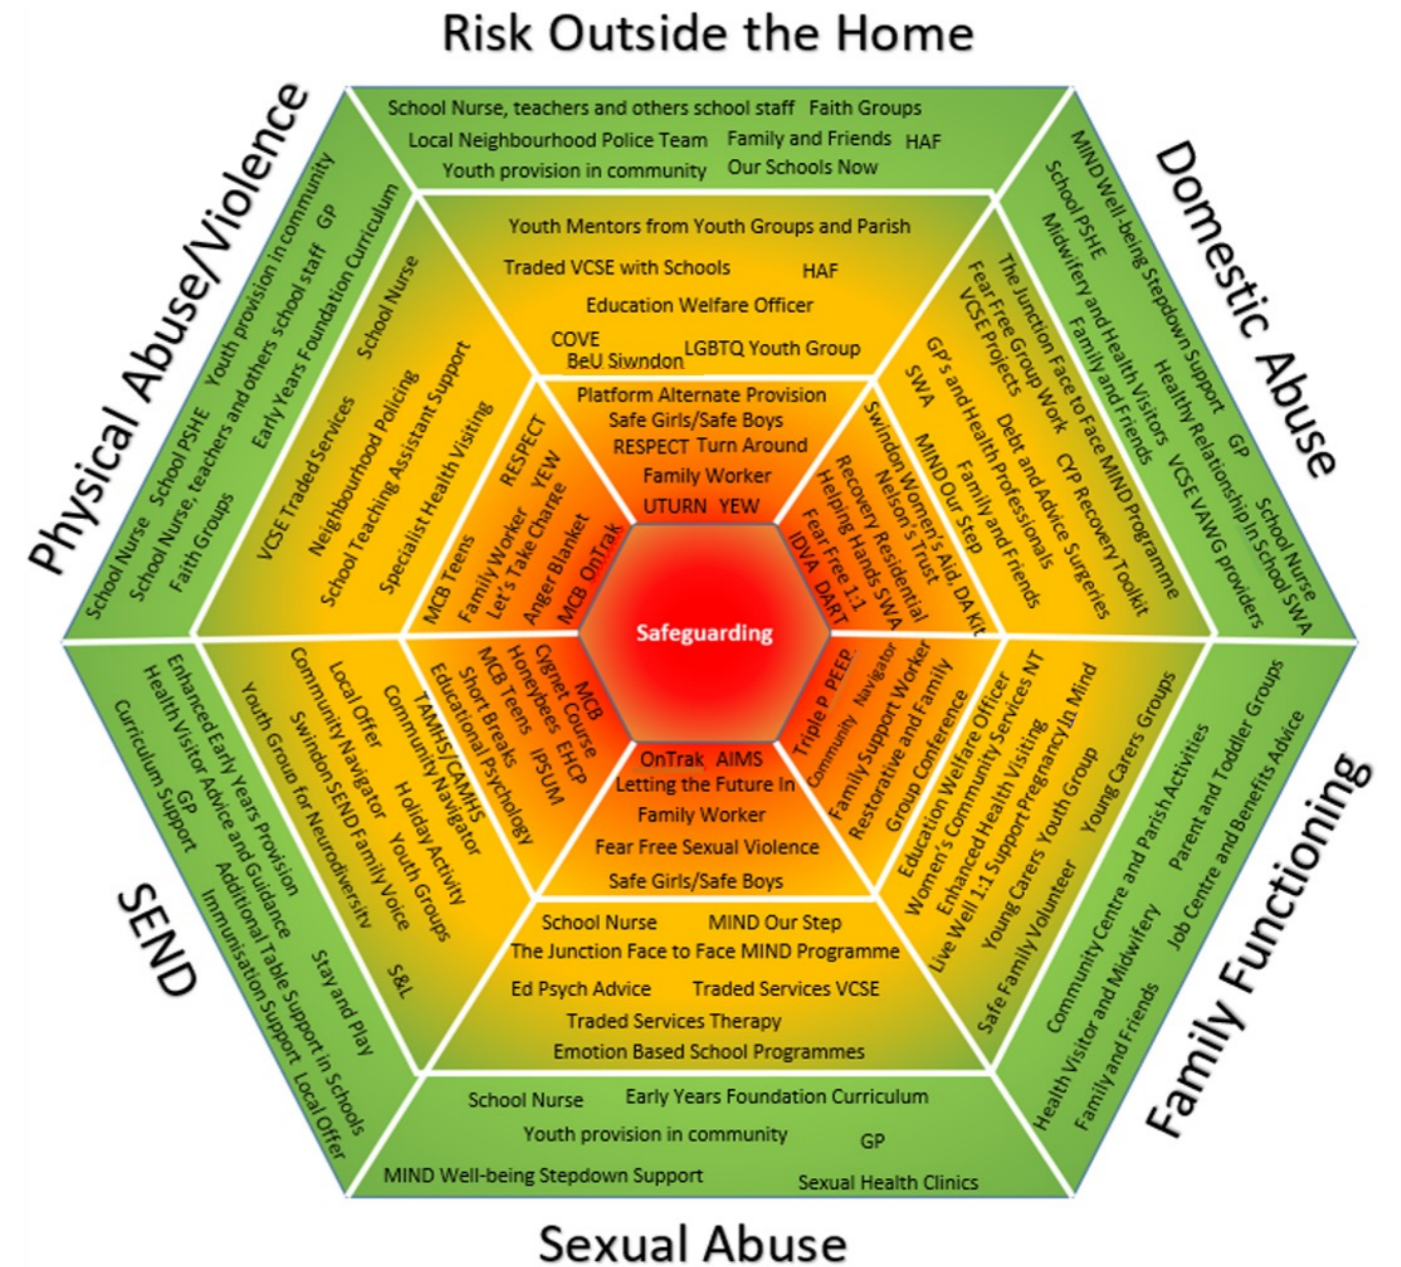 Risk Outside the Home
School Nurse, teachers and others school staff Faith Groups
Local Neighbourhood Police Team Family and Friends HAF
Youth provision in community Our Schools Now
Youth Mentors from Youth Groups and Parish
Traded VCSE with Schools HAF
Education Welfare Officer
COVE
BeU Siwndon LGBTQ Youth Group
Platform Alternate Provision
Safe Girls/Safe Boys
RESPECT Turn Around
Family Worker
UTURN YEW
Domestic Abuse
MIND Well-being Stepdown Support GP School Nurse
School PSHE Healthy Relationship In School SWA
Midwifery and Health Visitors VCSE VAWG providers
Family and Friends
The Junction Face to Face MIND Programme
Fear Free Group Work CYP Recovery Toolkit
VCSE Projects Debt and Advice Surgeries
GP's and Health Professionals
SWA Family and Friends
MIND Our Step
Swindon Women's Aid, DA Kit
Nelson's Trust
Recovery Residential
Helping Hands SWA
Fear Free 1:1
IDVA DART
Family Functioning
Triple P PEEP
Community Navigator
Family Support Worker
Restorative and Family
Group Conference
Education Welfare Officer
Women's Community Services NT
Enhanced Health Visiting
Live Well 1:1 Support Pregnancy In Mind
Young Carers Youth Group
Safe Family Volunteer Young Carers Groups
Community Centre and Parish Activities
Health Visitor and Midwifery Parent and Toddler Groups
Family and Friends Job Centre and Benefits Advice
Sexual Abuse
OnTrak AIMS
Letting the Future In
Family Worker
Fear Free Sexual Violence
Safe Girls/Safe Boys
School Nurse MIND Our Step
The Junction Face to Face MIND Programme
Ed Psych Advice Traded Services VCSE
Traded Services Therapy
Emotion Based School Programmes
School Nurse Early Years Foundation Curriculum
Youth provision in community GP
MIND Well-being Stepdown Support Sexual Health Clinics
SEND
MCB
Cygnet Course
Honeybees EHCP
MCB Teens IPSUM
Short Breaks
Educational Psychology
TAMHS/CAMHS
Community Navigator
Holiday Activity
Local Offer Youth Groups
Community Navigator
Swindon SEND Family Voice
Youth Group for Neurodiversity S&L
Enhanced Early Years Provision Stay and Play
Health Visitor Advice and Guidance
GP Additional Table Support in Schools
Curriculum Support Immunisation Support Local Offer
Physical Abuse/Violence
School Nurse School PSHE Youth provision in community
School Nurse, teachers and others school staff GP
Faith Groups Early Years Foundation Curriculum
VCSE Traded Services School Nurse
Neighbourhood Policing
School Teaching Assistant Support
Specialist Health Visiting
MCB Teens RESPECT
Family Worker YEW
Let's Take Charge
Anger Blanket
MCB OnTrak
Safeguarding